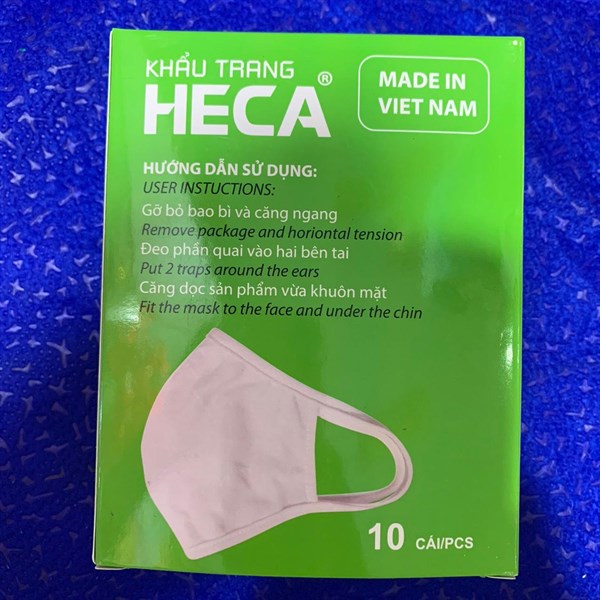 KHẨU TRANG
HECA®
MADE IN
VIET NAM
HƯỚNG DẪN SỬ DỤNG:
USER INSTUCTIONS:
Gỡ bỏ bao bì và căng ngang
Remove package and horiontal tension
Đeo phần quai vào hai bên tai
Put 2 traps around the ears
Căng dọc sản phẩm vừa khuôn mặt
Fit the mask to the face and under the chin
10 CÁI/PCS